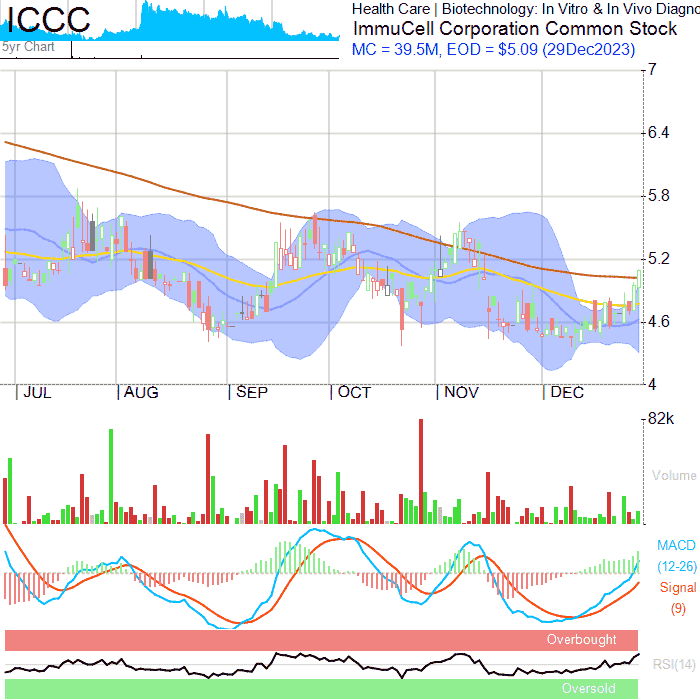 ICCC
Health Care | Biotechnology: In Vitro & In Vivo Diagno
ImmuCell Corporation Common Stock
5yr Chart
MC = 39.5M, EOD = $5.09 (29Dec2023)
7
6.4
5.8
5.2
4.6
4
JUL AUG SEP OCT NOV DEC
82k
Volume
MACD
(12-26)
Signal
(9)
Overbought
RSI(14)
Oversold